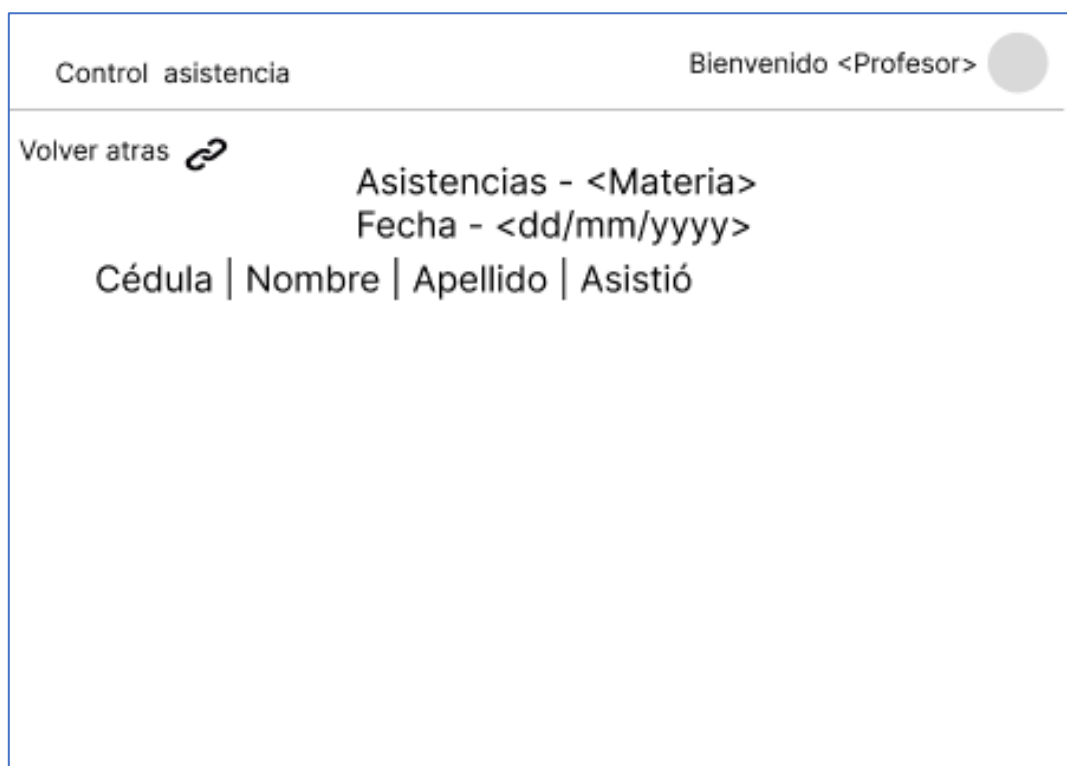 Control asistencia
Bienvenido <Profesor>
Volver atras
Asistencias - <Materia>
Fecha - <dd/mm/yyyy>
Cédula | Nombre | Apellido | Asistió